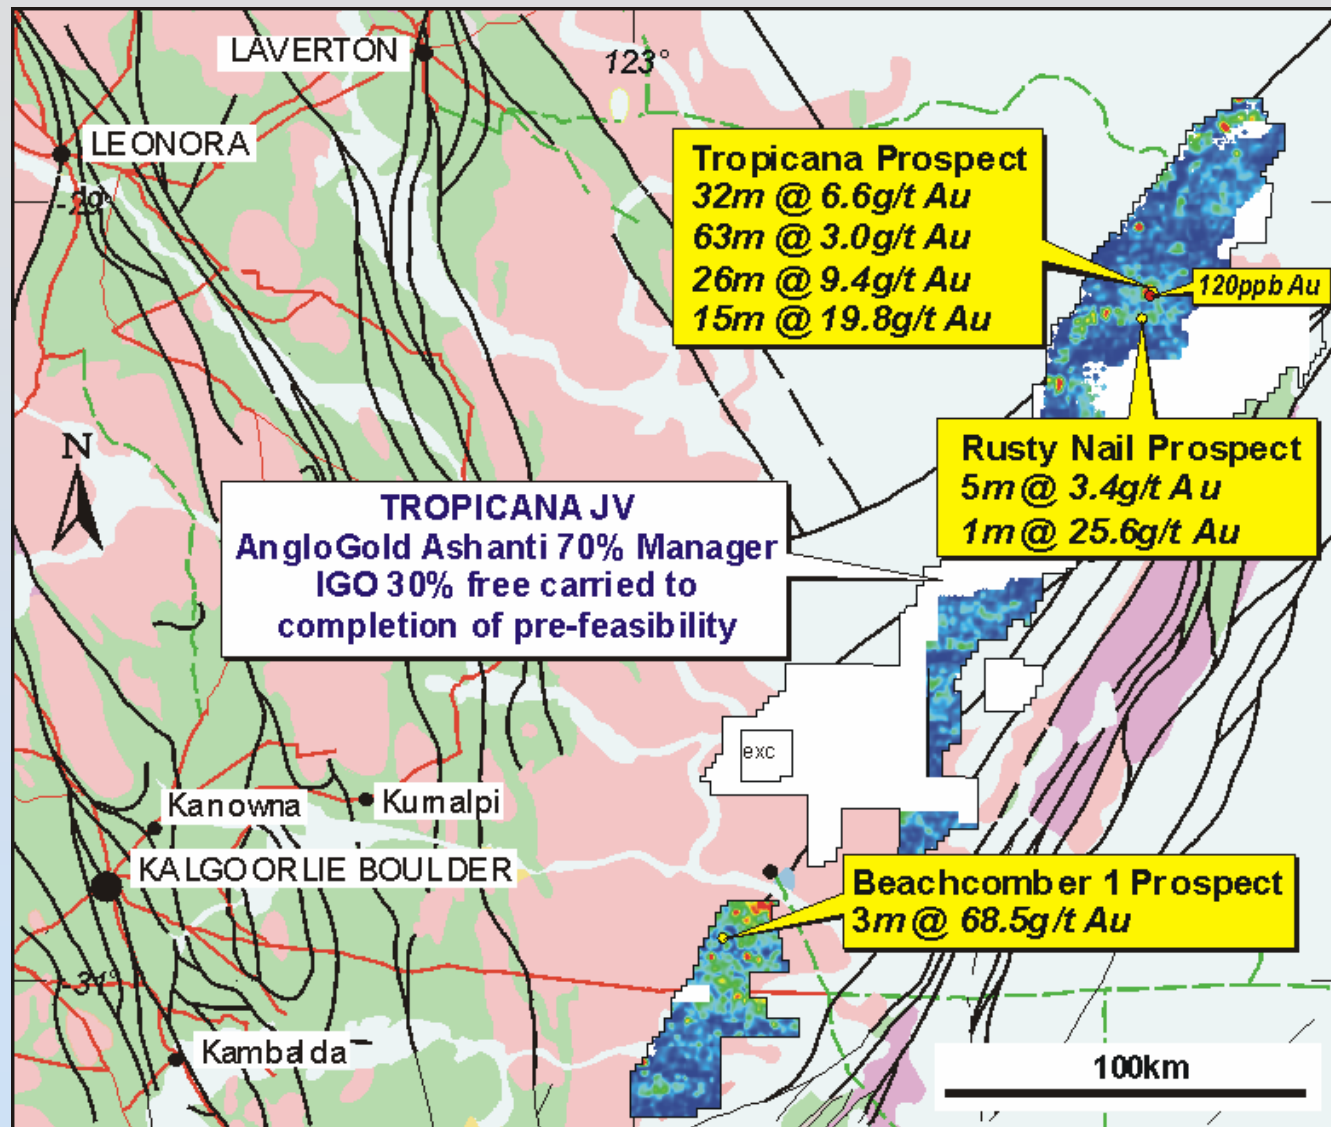 LAVERTON
123°
LEONORA
-29°
Tropicana Prospect
32m @ 6.6g/t Au
63m @ 3.0g/t Au
26m @ 9.4g/t Au
15m @ 19.8g/t Au
120ppb Au
N
Rusty Nail Prospect
5m @ 3.4g/t Au
1m @ 25.6g/t Au
TROPICANA JV
AngloGold Ashanti 70% Manager
IGO 30% free carried to
completion of pre-feasibility
exc
Kanowna
Kurnalpi
KALGOORLIE BOULDER
Beachcomber 1 Prospect
3m @ 68.5g/t Au
-31°
Kambalda
100km